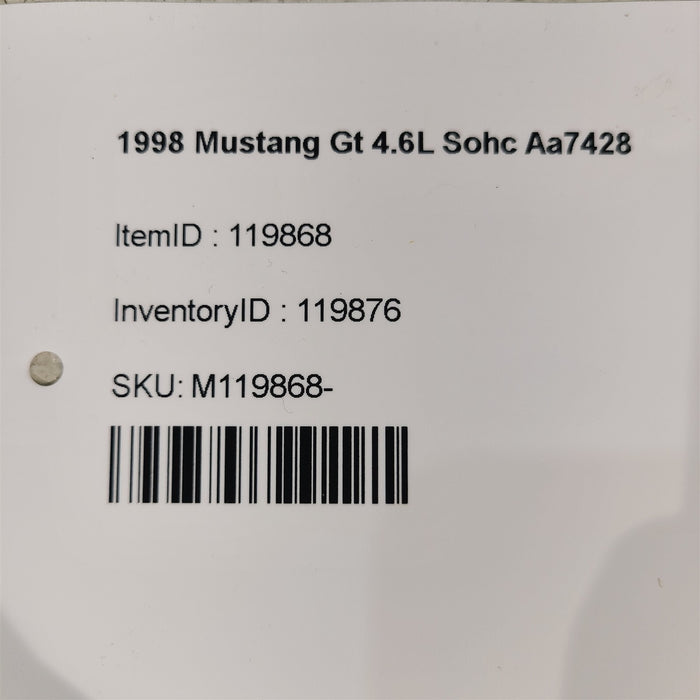 1998 Mustang Gt 4.6L Sohc Aa7428
ItemID : 119868
InventoryID : 119876
SKU: M119868-